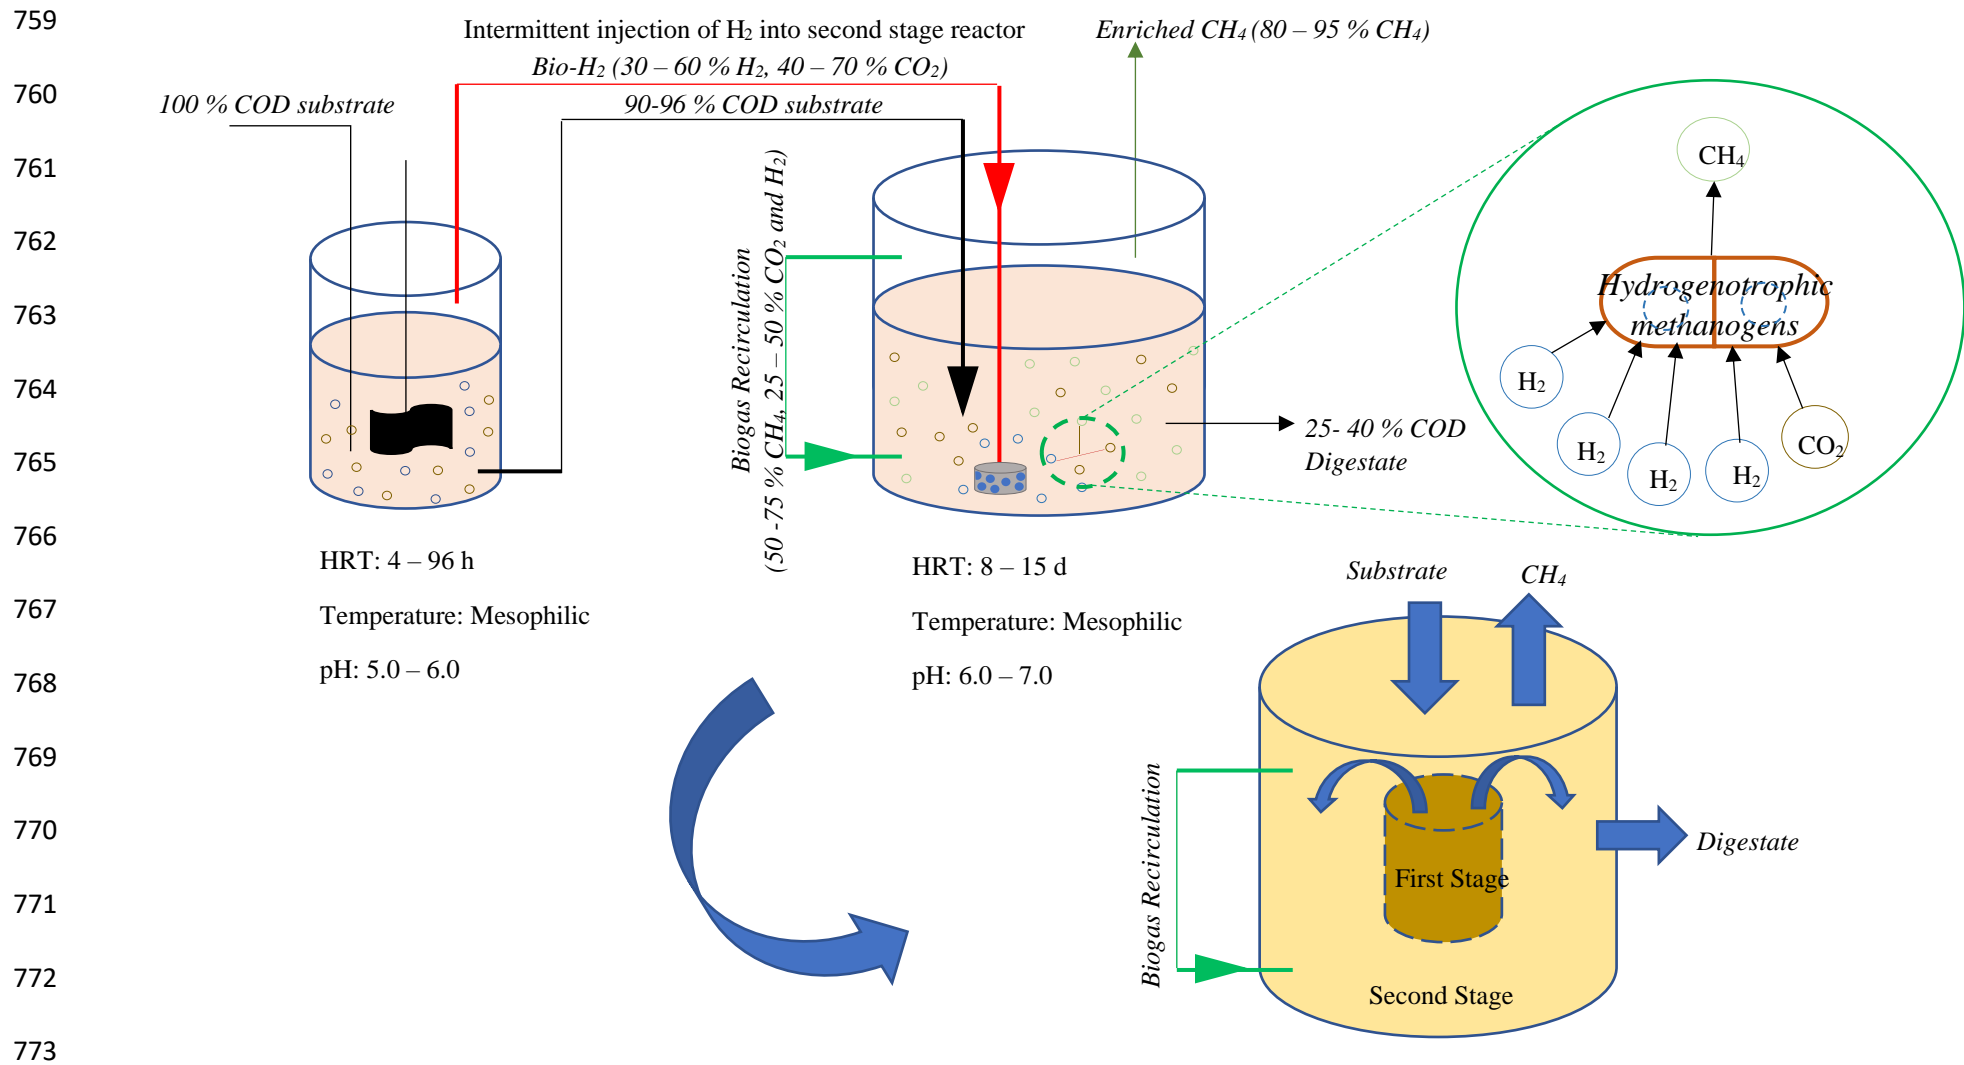 759
Intermittent injection of H2 into second stage reactor
Enriched CH4 (80 – 95 % CH4)
Bio-H2 (30 – 60 % H2, 40 – 70 % CO2)
760
100 % COD substrate
90-96 % COD substrate
761
CH4
762
Biogas Recirculation
(50 -75 % CH4, 25 – 50 % CO2 and H2)
763
Hydrogenotrophic
methanogens
764
H2
H2
H2
H2
CO2
765
25- 40 % COD
Digestate
766
HRT: 4 – 96 h
Temperature: Mesophilic
pH: 5.0 – 6.0
HRT: 8 – 15 d
Temperature: Mesophilic
pH: 6.0 – 7.0
Substrate
CH4
767
768
769
Biogas Recirculation
770
Digestate
First Stage
771
772
Second Stage
773